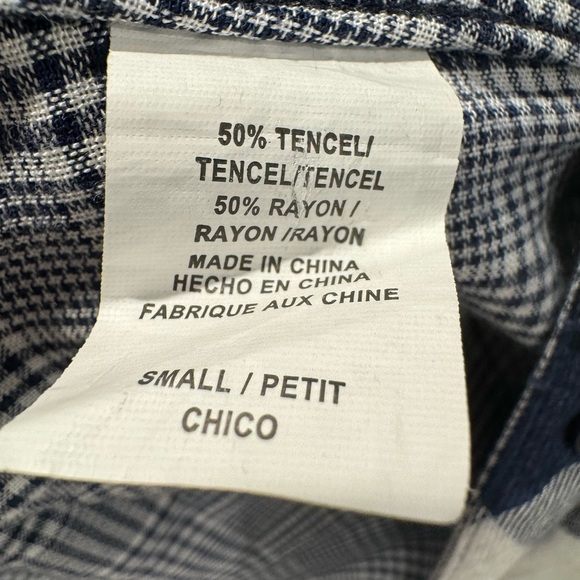 50% TENCEL/
TENCEL/TENCEL
50% RAYON /
RAYON /RAYON
MADE IN CHINA
HECHO EN CHINA
FABRIQUE AUX CHINE
SMALL / PETIT
CHICO